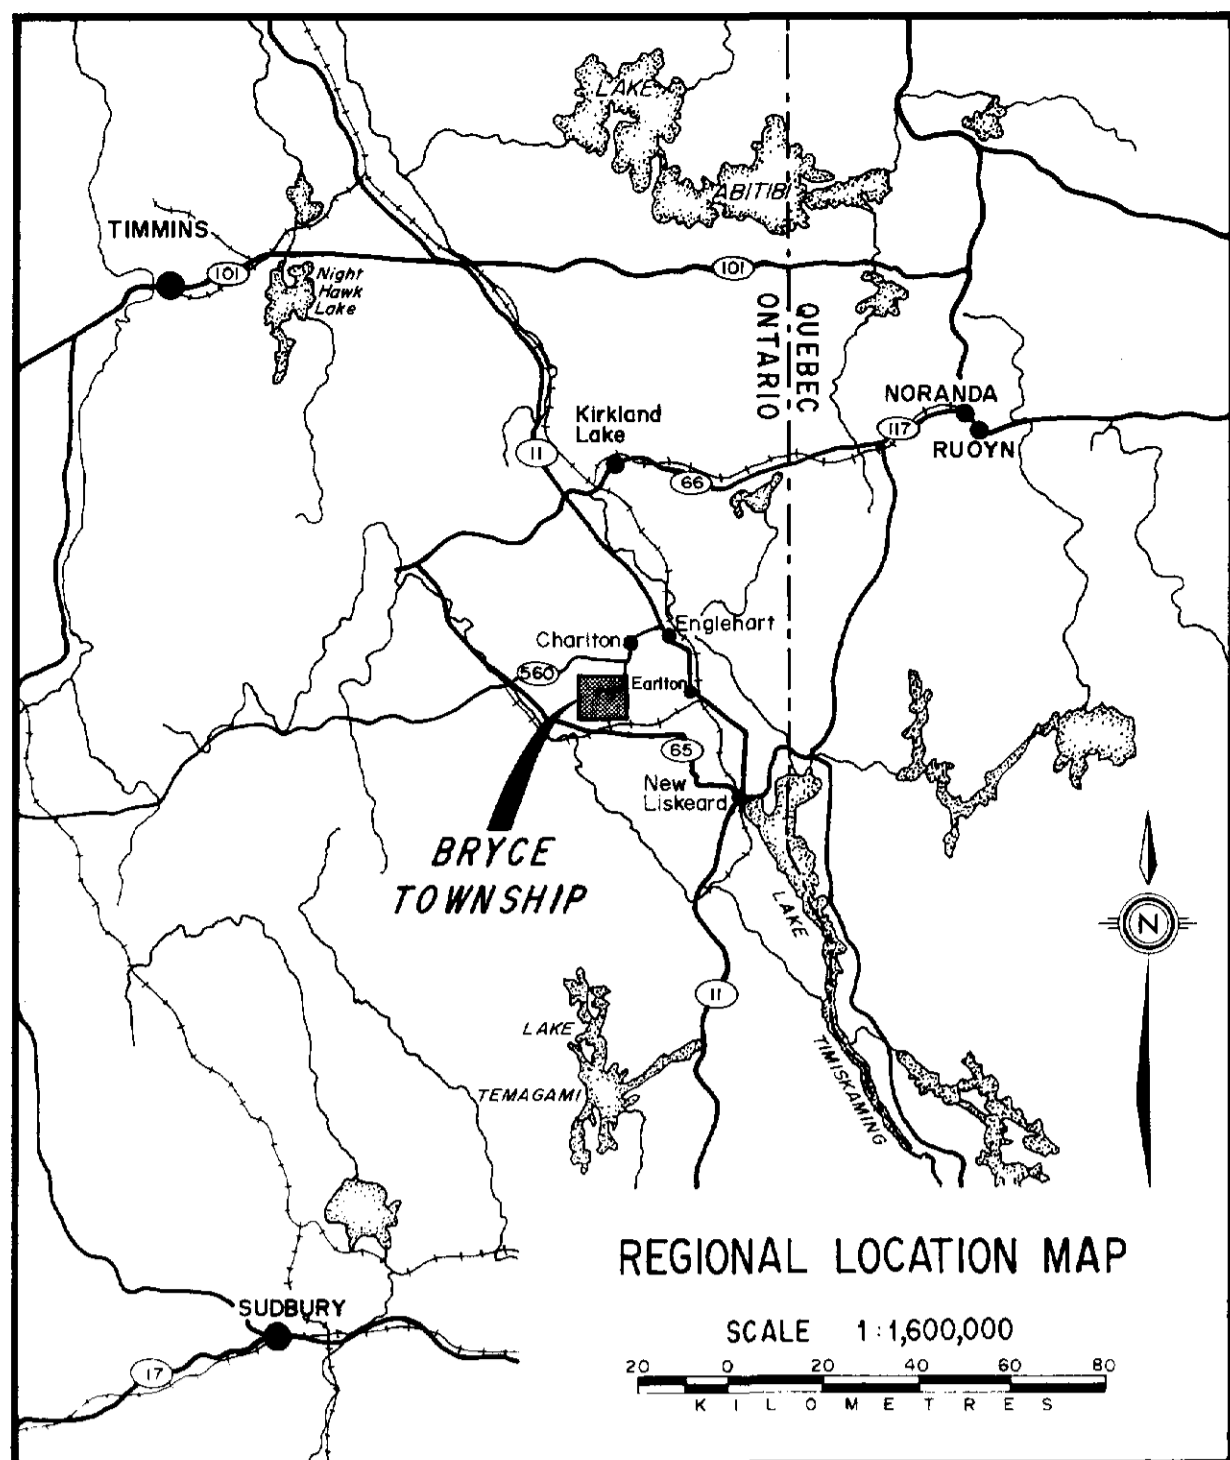 LAKE
ABITIBI
TIMMINS
101
Night
Hawk
Lake
101
QUEBEC
ONTARIO
NORANDA
117
RUOYN
Kirkland
Lake
11
66
Charlton
Englehart
560
Earlton
65
New
Liskeard
BRYCE
TOWNSHIP
LAKE
TIMISKAMING
N
11
LAKE
TEMAGAMI
REGIONAL LOCATION MAP
SCALE 1:1,600,000
20 0 20 40 60 80
KILOMETRES
SUDBURY
17